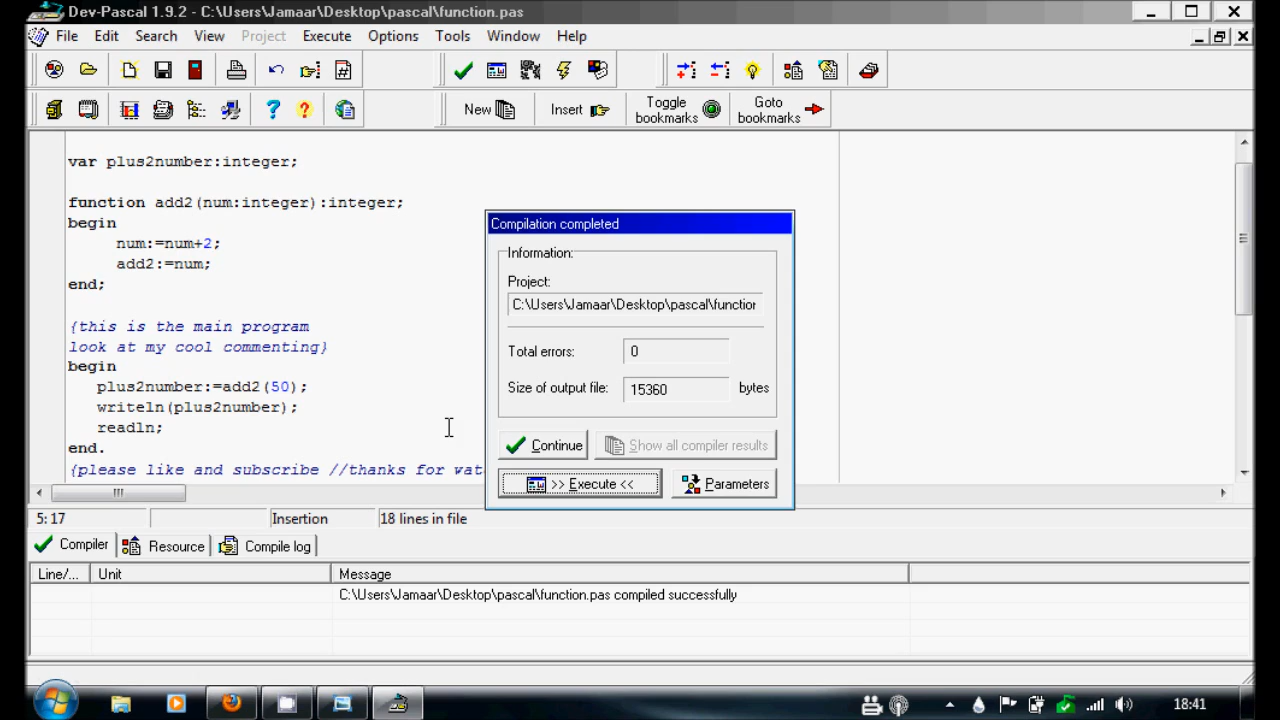 Dev-Pascal 1.9.2 - C:\Users\Jamaar\Desktop\pascal\function.pas
File Edit Search View Project Execute Options Tools Window Help
New Insert Toggle bookmarks Goto bookmarks
var plus2number:integer;
function add2(num:integer):integer;
begin
num:=num+2;
add2:=num;
end;
{this is the main program
look at my cool commenting}
begin
plus2number:=add2(50);
writeln(plus2number);
readln;
end.
{please like and subscribe //thanks for wat
Compilation completed
Information:
Project:
C:\Users\Jamaar\Desktop\pascal\function
Total errors: 0
Size of output file: 15360 bytes
Continue Show all compiler results
>> Execute << Parameters
5: 17 Insertion 18 lines in file
Compiler Resource Compile log
Line/... Unit Message
C:\Users\Jamaar\Desktop\pascal\function.pas compiled successfully
18:41